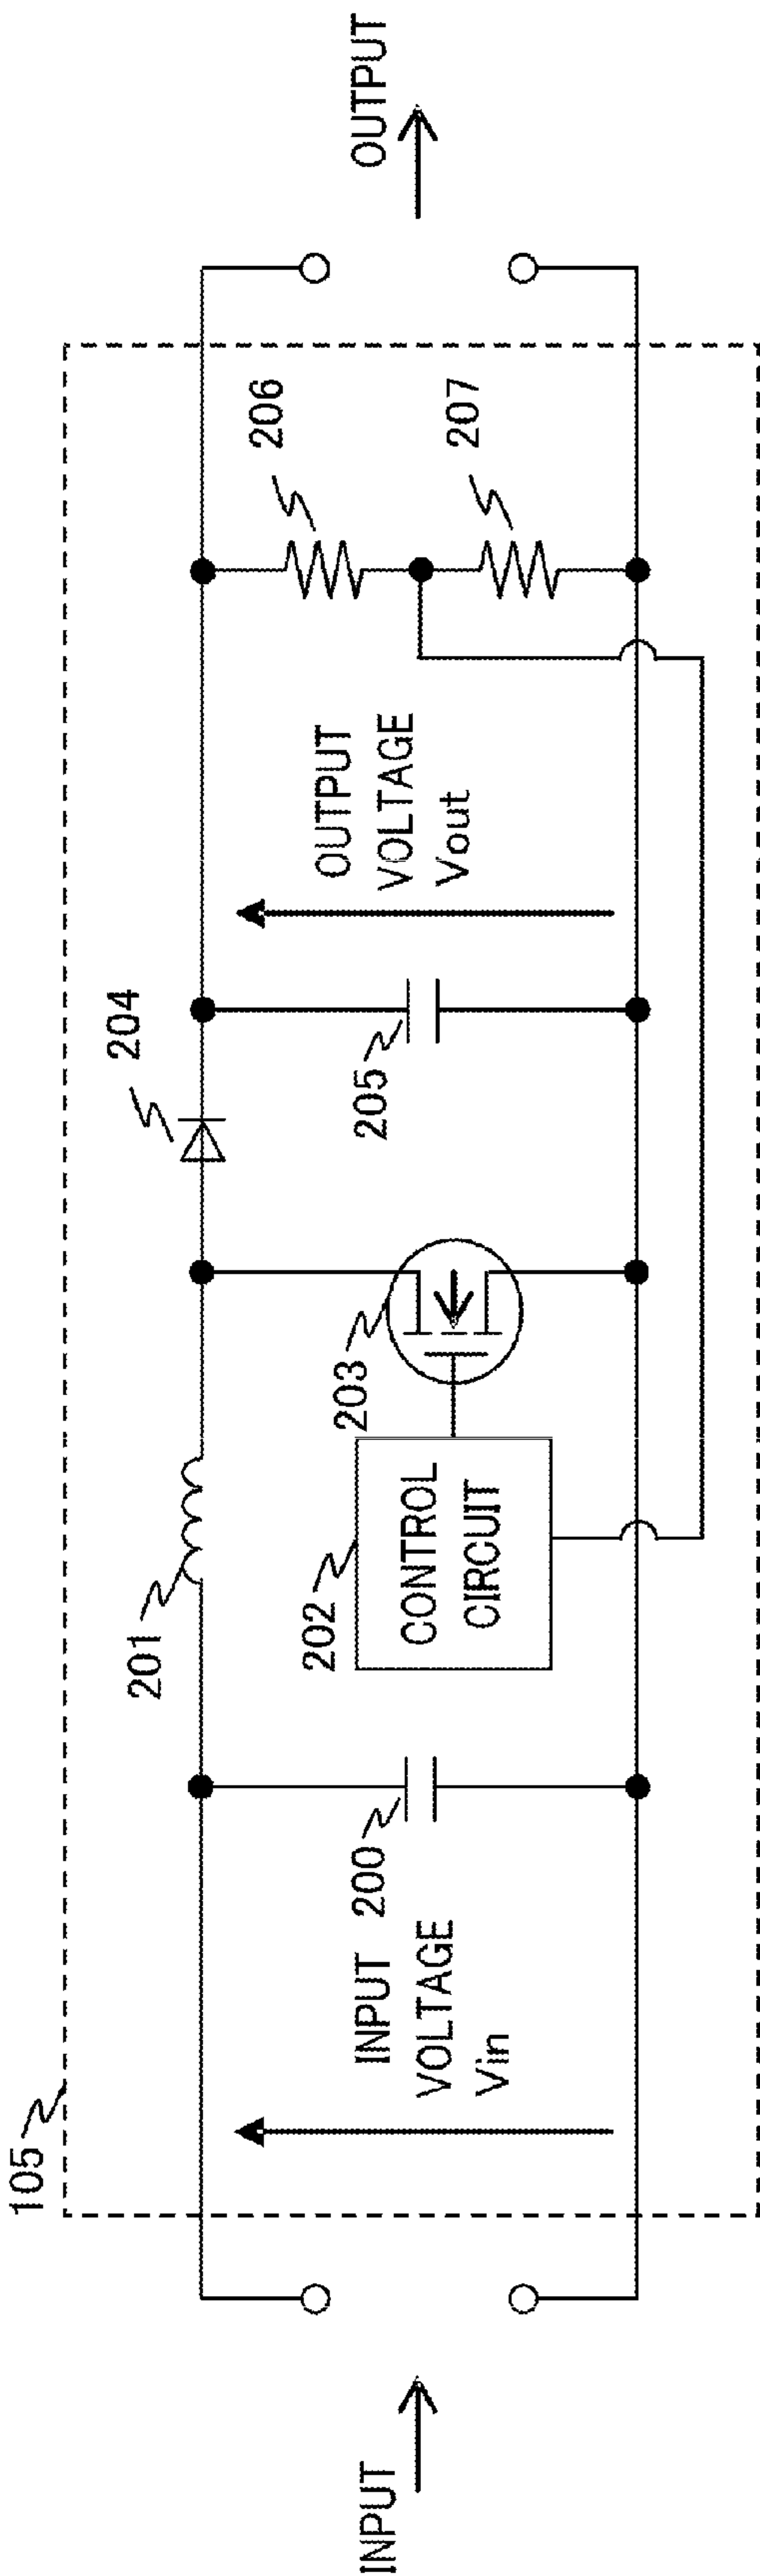 105
INPUT
INPUT
VOLTAGE
Vin
200
201
202
CONTROL
CIRCUIT
203
204
205
OUTPUT
VOLTAGE
Vout
206
207
OUTPUT